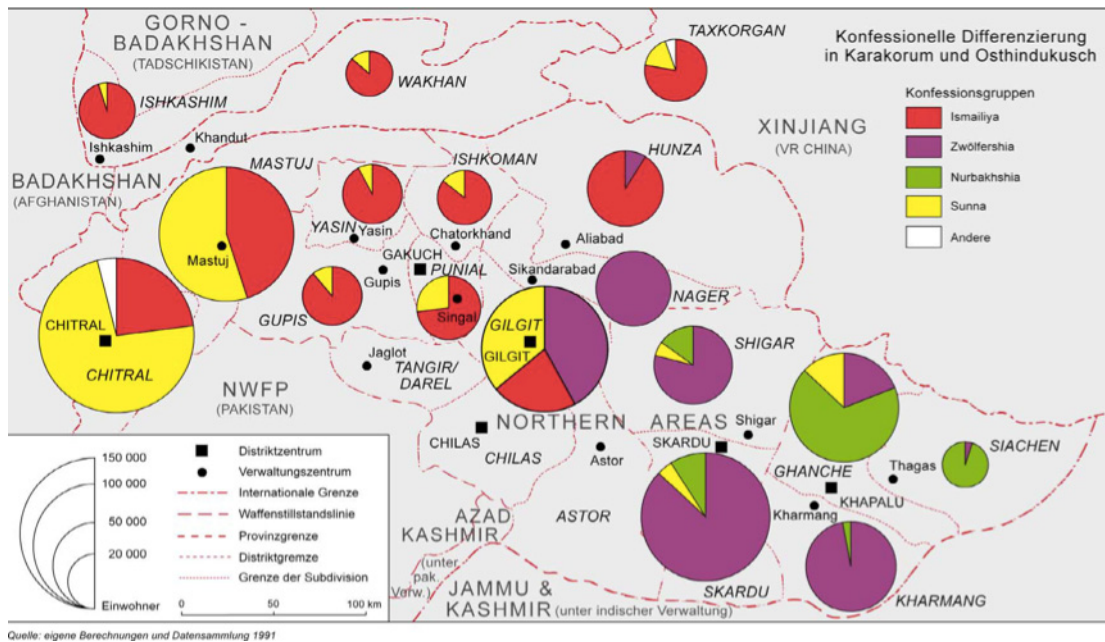 GORNO -
BADAKHSHAN
(TADSCHIKISTAN)
TAXKORGAN
Konfessionelle Differenzierung
in Karakorum und Osthindukusch
WAKHAN
ISHKASHIM
Konfessionsgruppen
Ismailiya
Zwölfershia
Nurbakhshia
Sunna
Andere
XINJIANG
(VR CHINA)
Ishkashim
Khandut
BADAKHSHAN
(AFGHANISTAN)
MASTUJ
ISHKOMAN
HUNZA
YASIN
Yasin
Chatorkhand
Aliabad
Mastuj
GAKUCH
PUNIAL
Gupis
Sikandarabad
GUPIS
Singal
NAGER
CHITRAL
CHITRAL
GILGIT
GILGIT
SHIGAR
Jaglot
TANGIR/
DAREL
NWFP
(PAKISTAN)
NORTHERN AREAS
Shigar
CHILAS
CHILAS
Astor
SKARDU
SIACHEN
GHANCHE
Thagas
KHAPALU
Kharmang
AZAD
KASHMIR
(unter
pak.
Vorw.)
ASTOR
SKARDU
KHARMANG
JAMMU &
KASHMIR (unter indischer Verwaltung)
150 000
100 000
50 000
20 000
Einwohner
Distriktzentrum
Verwaltungszentrum
Internationale Grenze
Waffenstillstandslinie
Provinzgrenze
Distriktgremze
Grenze der Subdivision
0 50 100 km
Quelle: eigene Berechnungen und Datensammlung 1991